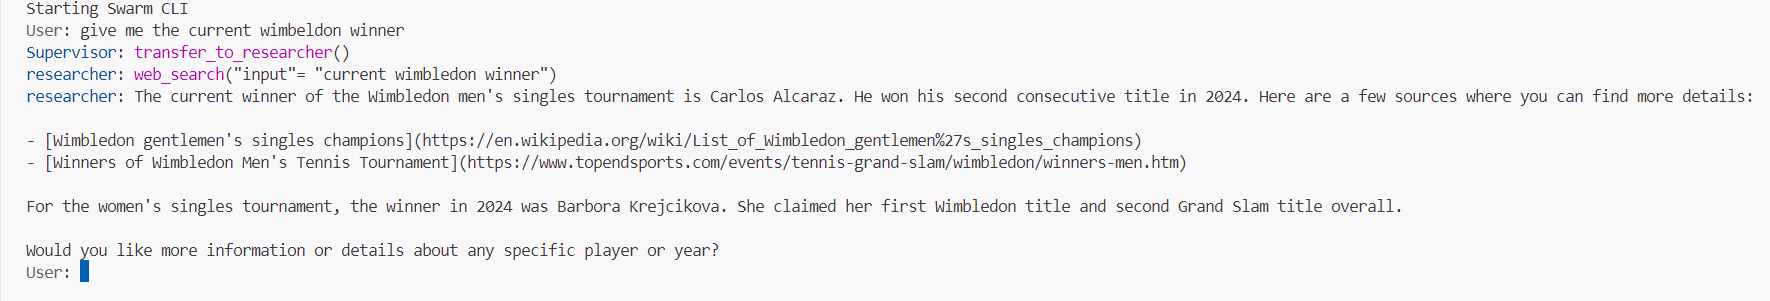 Starting Swarm CLI
User: give me the current wimbeldon winner
Supervisor: transfer_to_researcher()
researcher: web_search("input"= "current wimbledon winner")
researcher: The current winner of the Wimbledon men's singles tournament is Carlos Alcaraz. He won his second consecutive title in 2024. Here are a few sources where you can find more details:
- [Wimbledon gentlemen's singles champions](https://en.wikipedia.org/wiki/List_of_Wimbledon_gentlemen%27s_singles_champions)
- [Winners of Wimbledon Men's Tennis Tournament](https://www.topendsports.com/events/tennis-grand-slam/wimbledon/winners-men.htm)
For the women's singles tournament, the winner in 2024 was Barbora Krejcikova. She claimed her first Wimbledon title and second Grand Slam title overall.
Would you like more information or details about any specific player or year?
User: